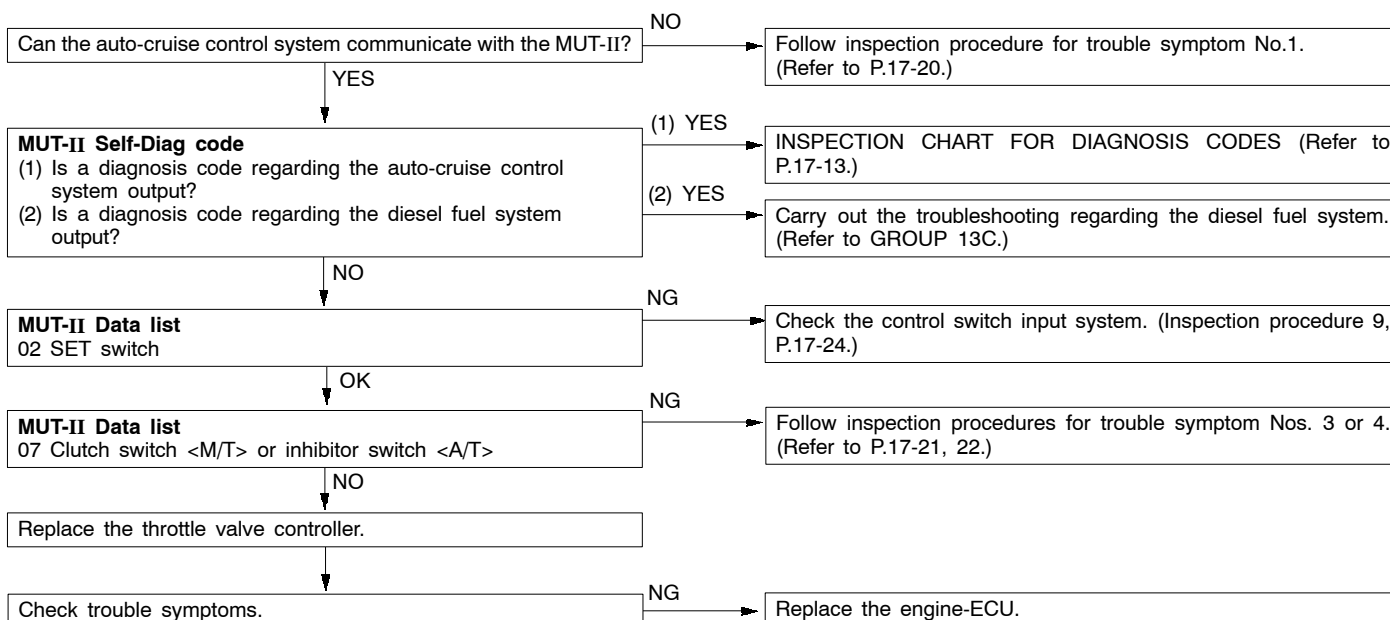 NO
Can the auto-cruise control system communicate with the MUT-II?
Follow inspection procedure for trouble symptom No.1.
(Refer to P.17-20.)
YES
MUT-II Self-Diag code
(1) Is a diagnosis code regarding the auto-cruise control
system output?
(2) Is a diagnosis code regarding the diesel fuel system
output?
(1) YES
INSPECTION CHART FOR DIAGNOSIS CODES (Refer to
P.17-13.)
(2) YES
Carry out the troubleshooting regarding the diesel fuel system.
(Refer to GROUP 13C.)
NO
MUT-II Data list
02 SET switch
NG
Check the control switch input system. (Inspection procedure 9,
P.17-24.)
OK
MUT-II Data list
07 Clutch switch <M/T> or inhibitor switch <A/T>
NG
Follow inspection procedures for trouble symptom Nos. 3 or 4.
(Refer to P.17-21, 22.)
NO
Replace the throttle valve controller.
Check trouble symptoms.
NG
Replace the engine-ECU.